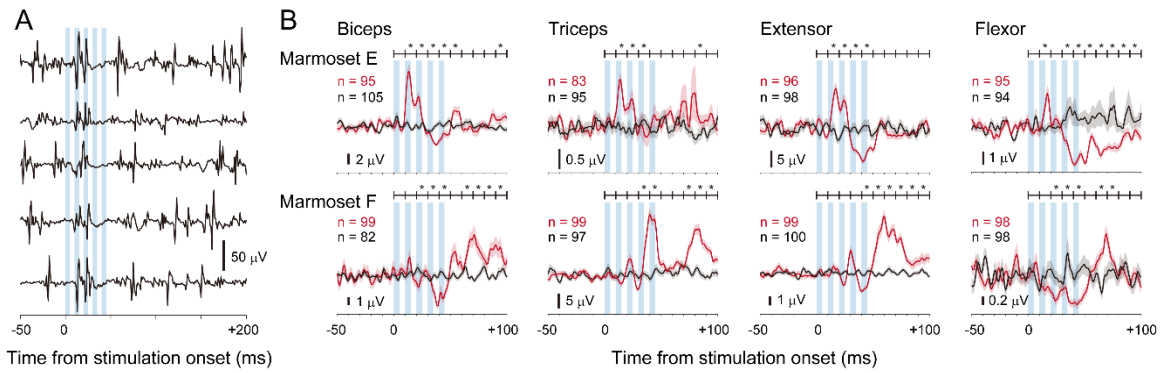 A
B
Biceps
Triceps
Extensor
Flexor
Marmoset E
* * * * * *
* * * *
* * * *
* * * * * * * *
n = 95
n = 105
n = 83
n = 95
n = 96
n = 98
n = 95
n = 94
2 μV
0.5 μV
5 μV
1 μV
Marmoset F
* * * * * * *
* * * * *
* * * * * *
* * * * *
n = 99
n = 82
n = 99
n = 97
n = 99
n = 100
n = 98
n = 98
50 μV
1 μV
5 μV
1 μV
0.2 μV
-50 0 +200
-50 0 +100
-50 0 +100
-50 0 +100
-50 0 +100
Time from stimulation onset (ms)
Time from stimulation onset (ms)